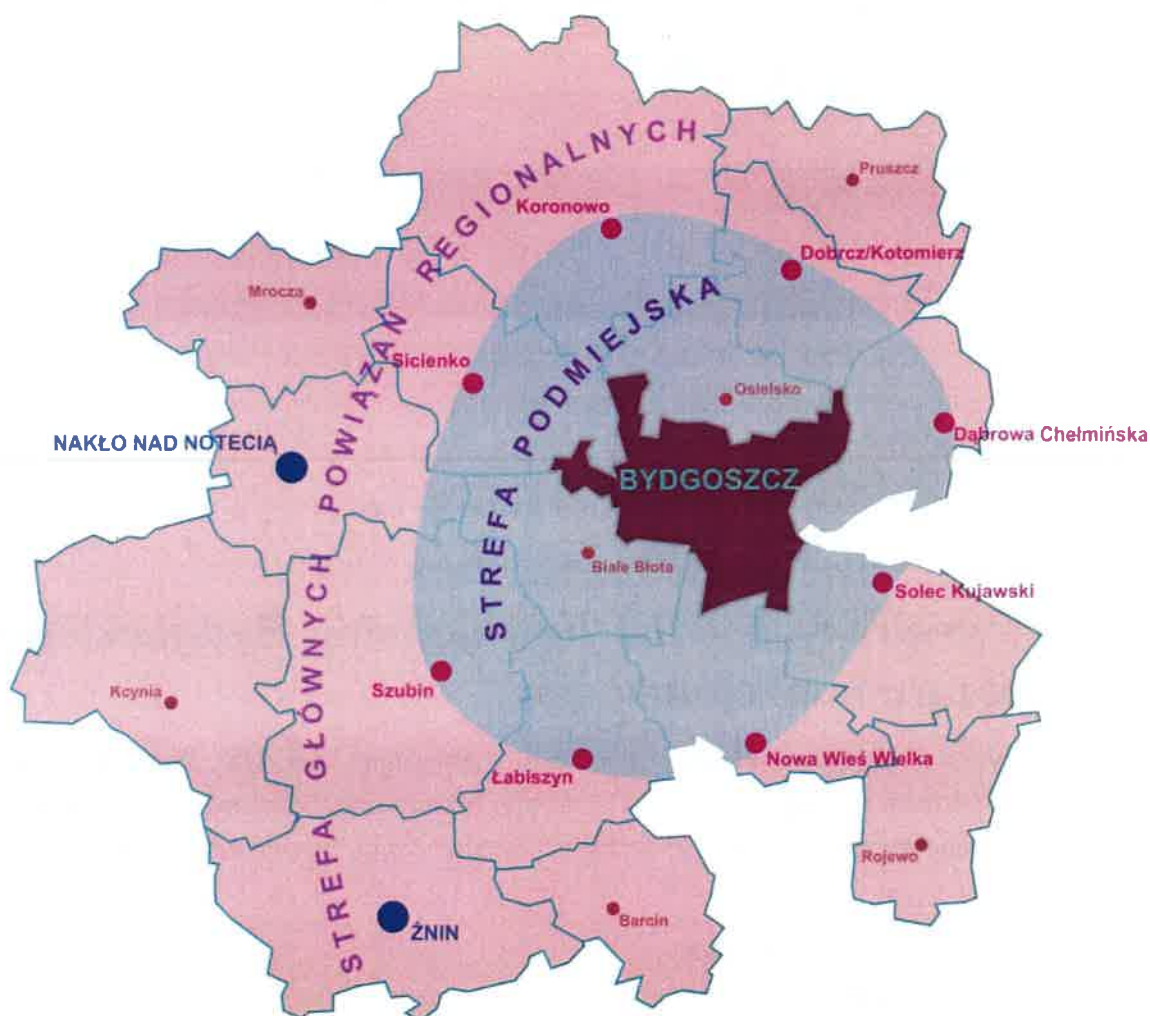 STREFA GŁÓWNYCH POWIĄZAŃ REGIONALNYCH
STREFA PODMIEJSKA
Pruszcz
Koronowo
Dobrcz/Kotomierz
Mrocza
Sicienko
Osielsko
Dąbrowa Chełmińska
NAKŁO NAD NOTECIĄ
BYDGOSZCZ
Białe Błota
Solec Kujawski
Szubin
Kcynia
Łabiszyn
Nowa Wieś Wielka
Rojewo
Barcin
ŻNIN